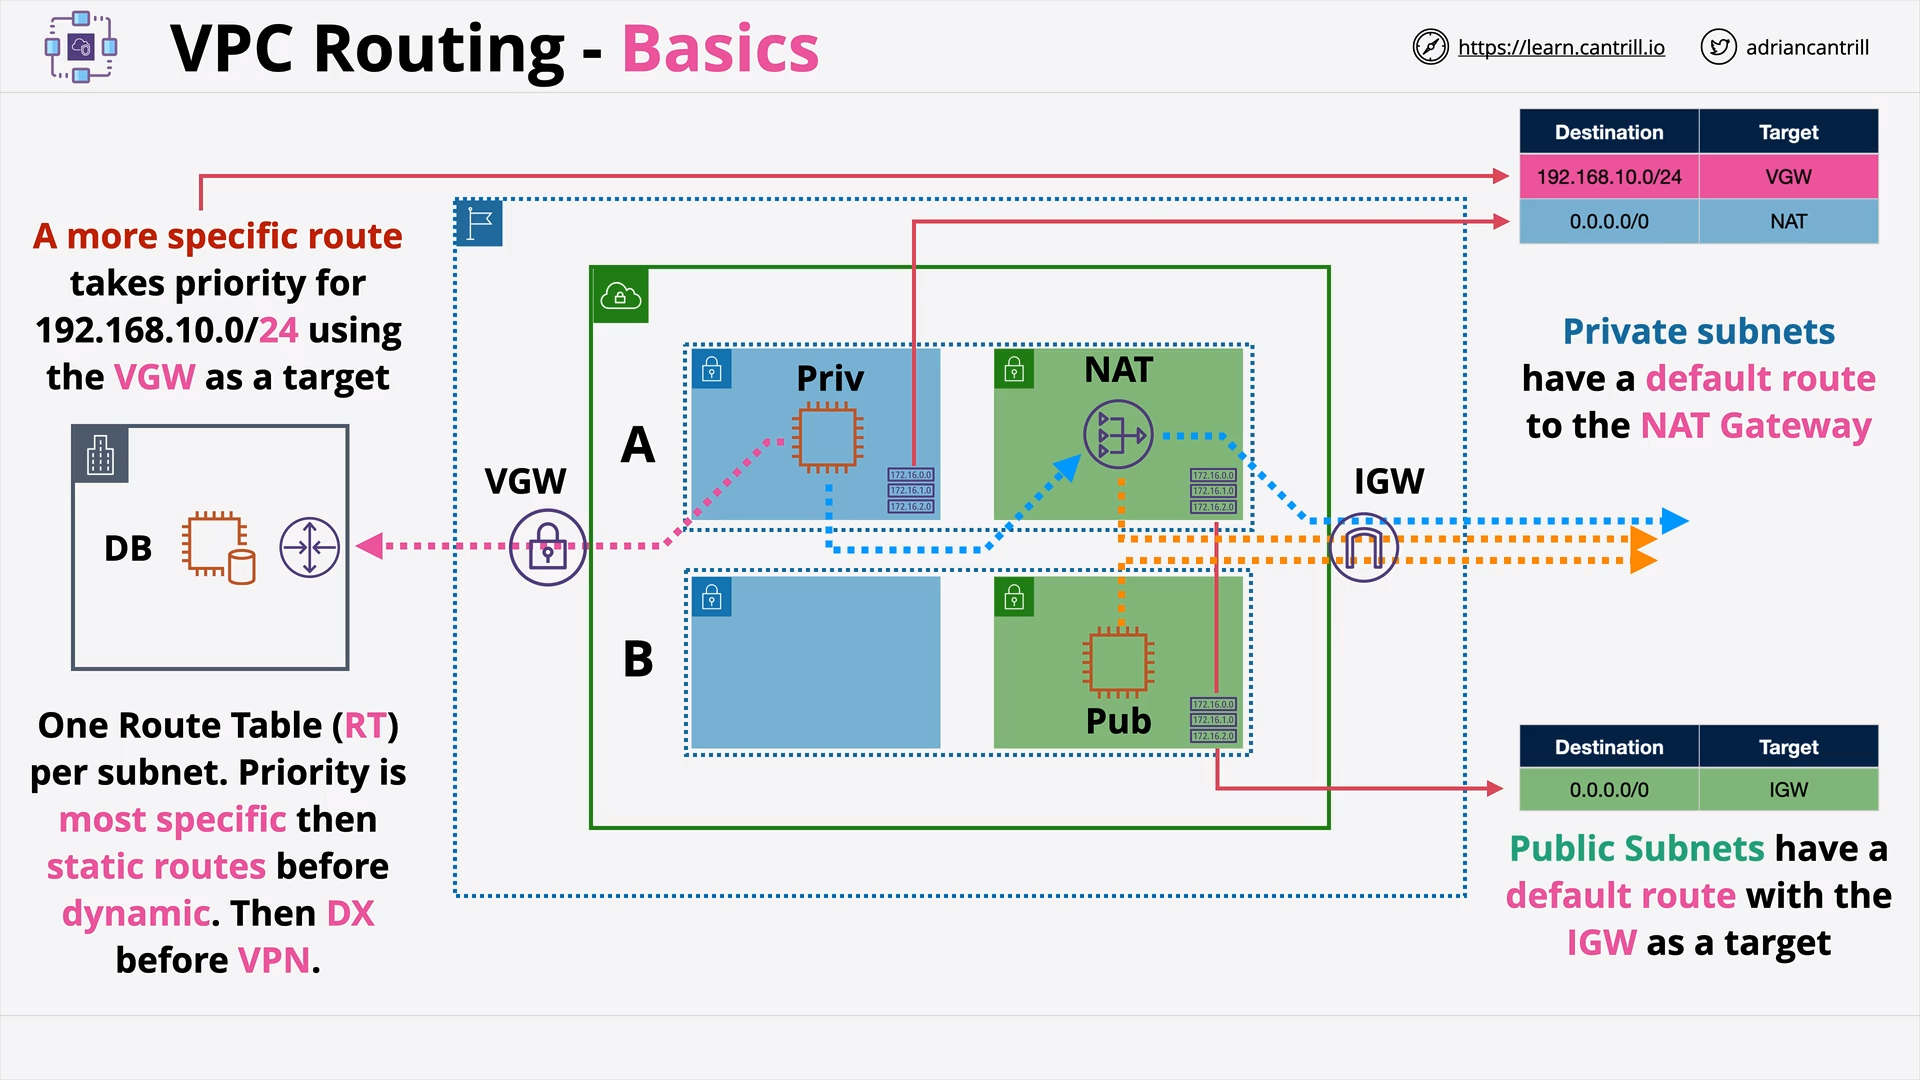 VPC Routing - Basics
https://learn.cantrill.io
adriancantrill
Destination Target
192.168.10.0/24 VGW
0.0.0.0/0 NAT
A more specific route
takes priority for
192.168.10.0/24 using
the VGW as a target
Private subnets
have a default route
to the NAT Gateway
Priv
NAT
A
172.16.0.0
172.16.1.0
172.16.2.0
172.16.0.0
172.16.1.0
172.16.2.0
VGW
IGW
DB
B
Pub
172.16.0.0
172.16.1.0
172.16.2.0
One Route Table (RT)
per subnet. Priority is
most specific then
static routes before
dynamic. Then DX
before VPN.
Destination Target
0.0.0.0/0 IGW
Public Subnets have a
default route with the
IGW as a target